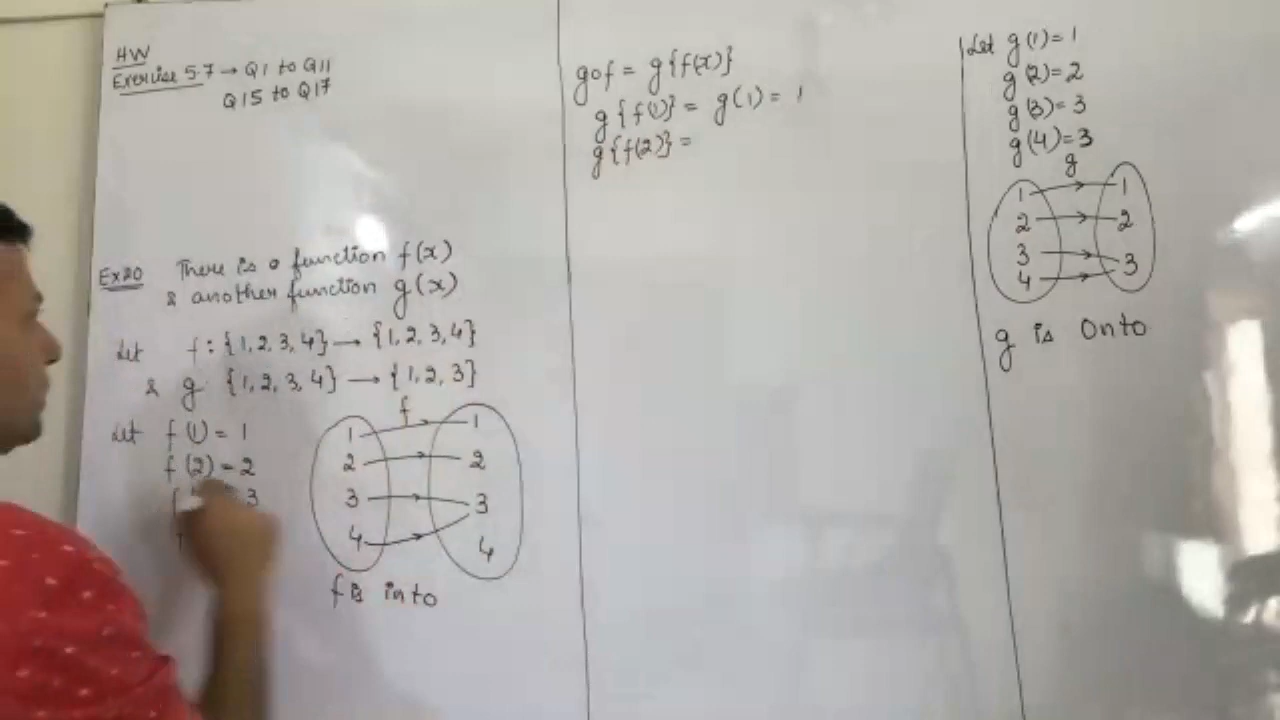 HW
Exercise 5.7 → Q1 to Q11
Q15 to Q17
Ex20 There is a function f(x)
& another function g(x)
Let f : {1, 2, 3, 4} → {1, 2, 3, 4}
& g {1, 2, 3, 4} → {1, 2, 3}
Let f(1) = 1
f(2) = 2
3
f
1 1
2 2
3 3
4 4
f is into
gof = g{f(x)}
g{f(1)} = g(1) = 1
g{f(2)} =
Let g(1) = 1
g(2) = 2
g(3) = 3
g(4) = 3
g
1 1
2 2
3 3
4
g is Onto